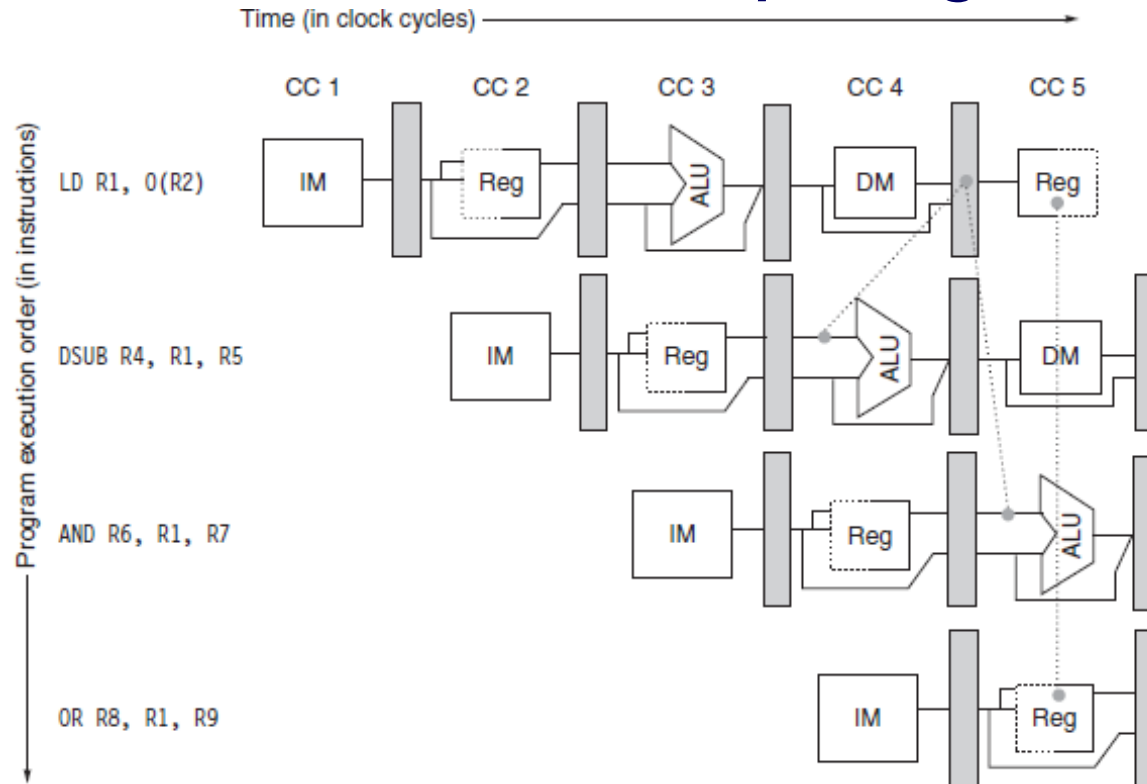 Time (in clock cycles)
CC 1 CC 2 CC 3 CC 4 CC 5
Program execution order (in instructions)
LD R1, 0(R2) IM Reg ALU DM Reg
DSUB R4, R1, R5 IM Reg ALU DM
AND R6, R1, R7 IM Reg ALU
OR R8, R1, R9 IM Reg